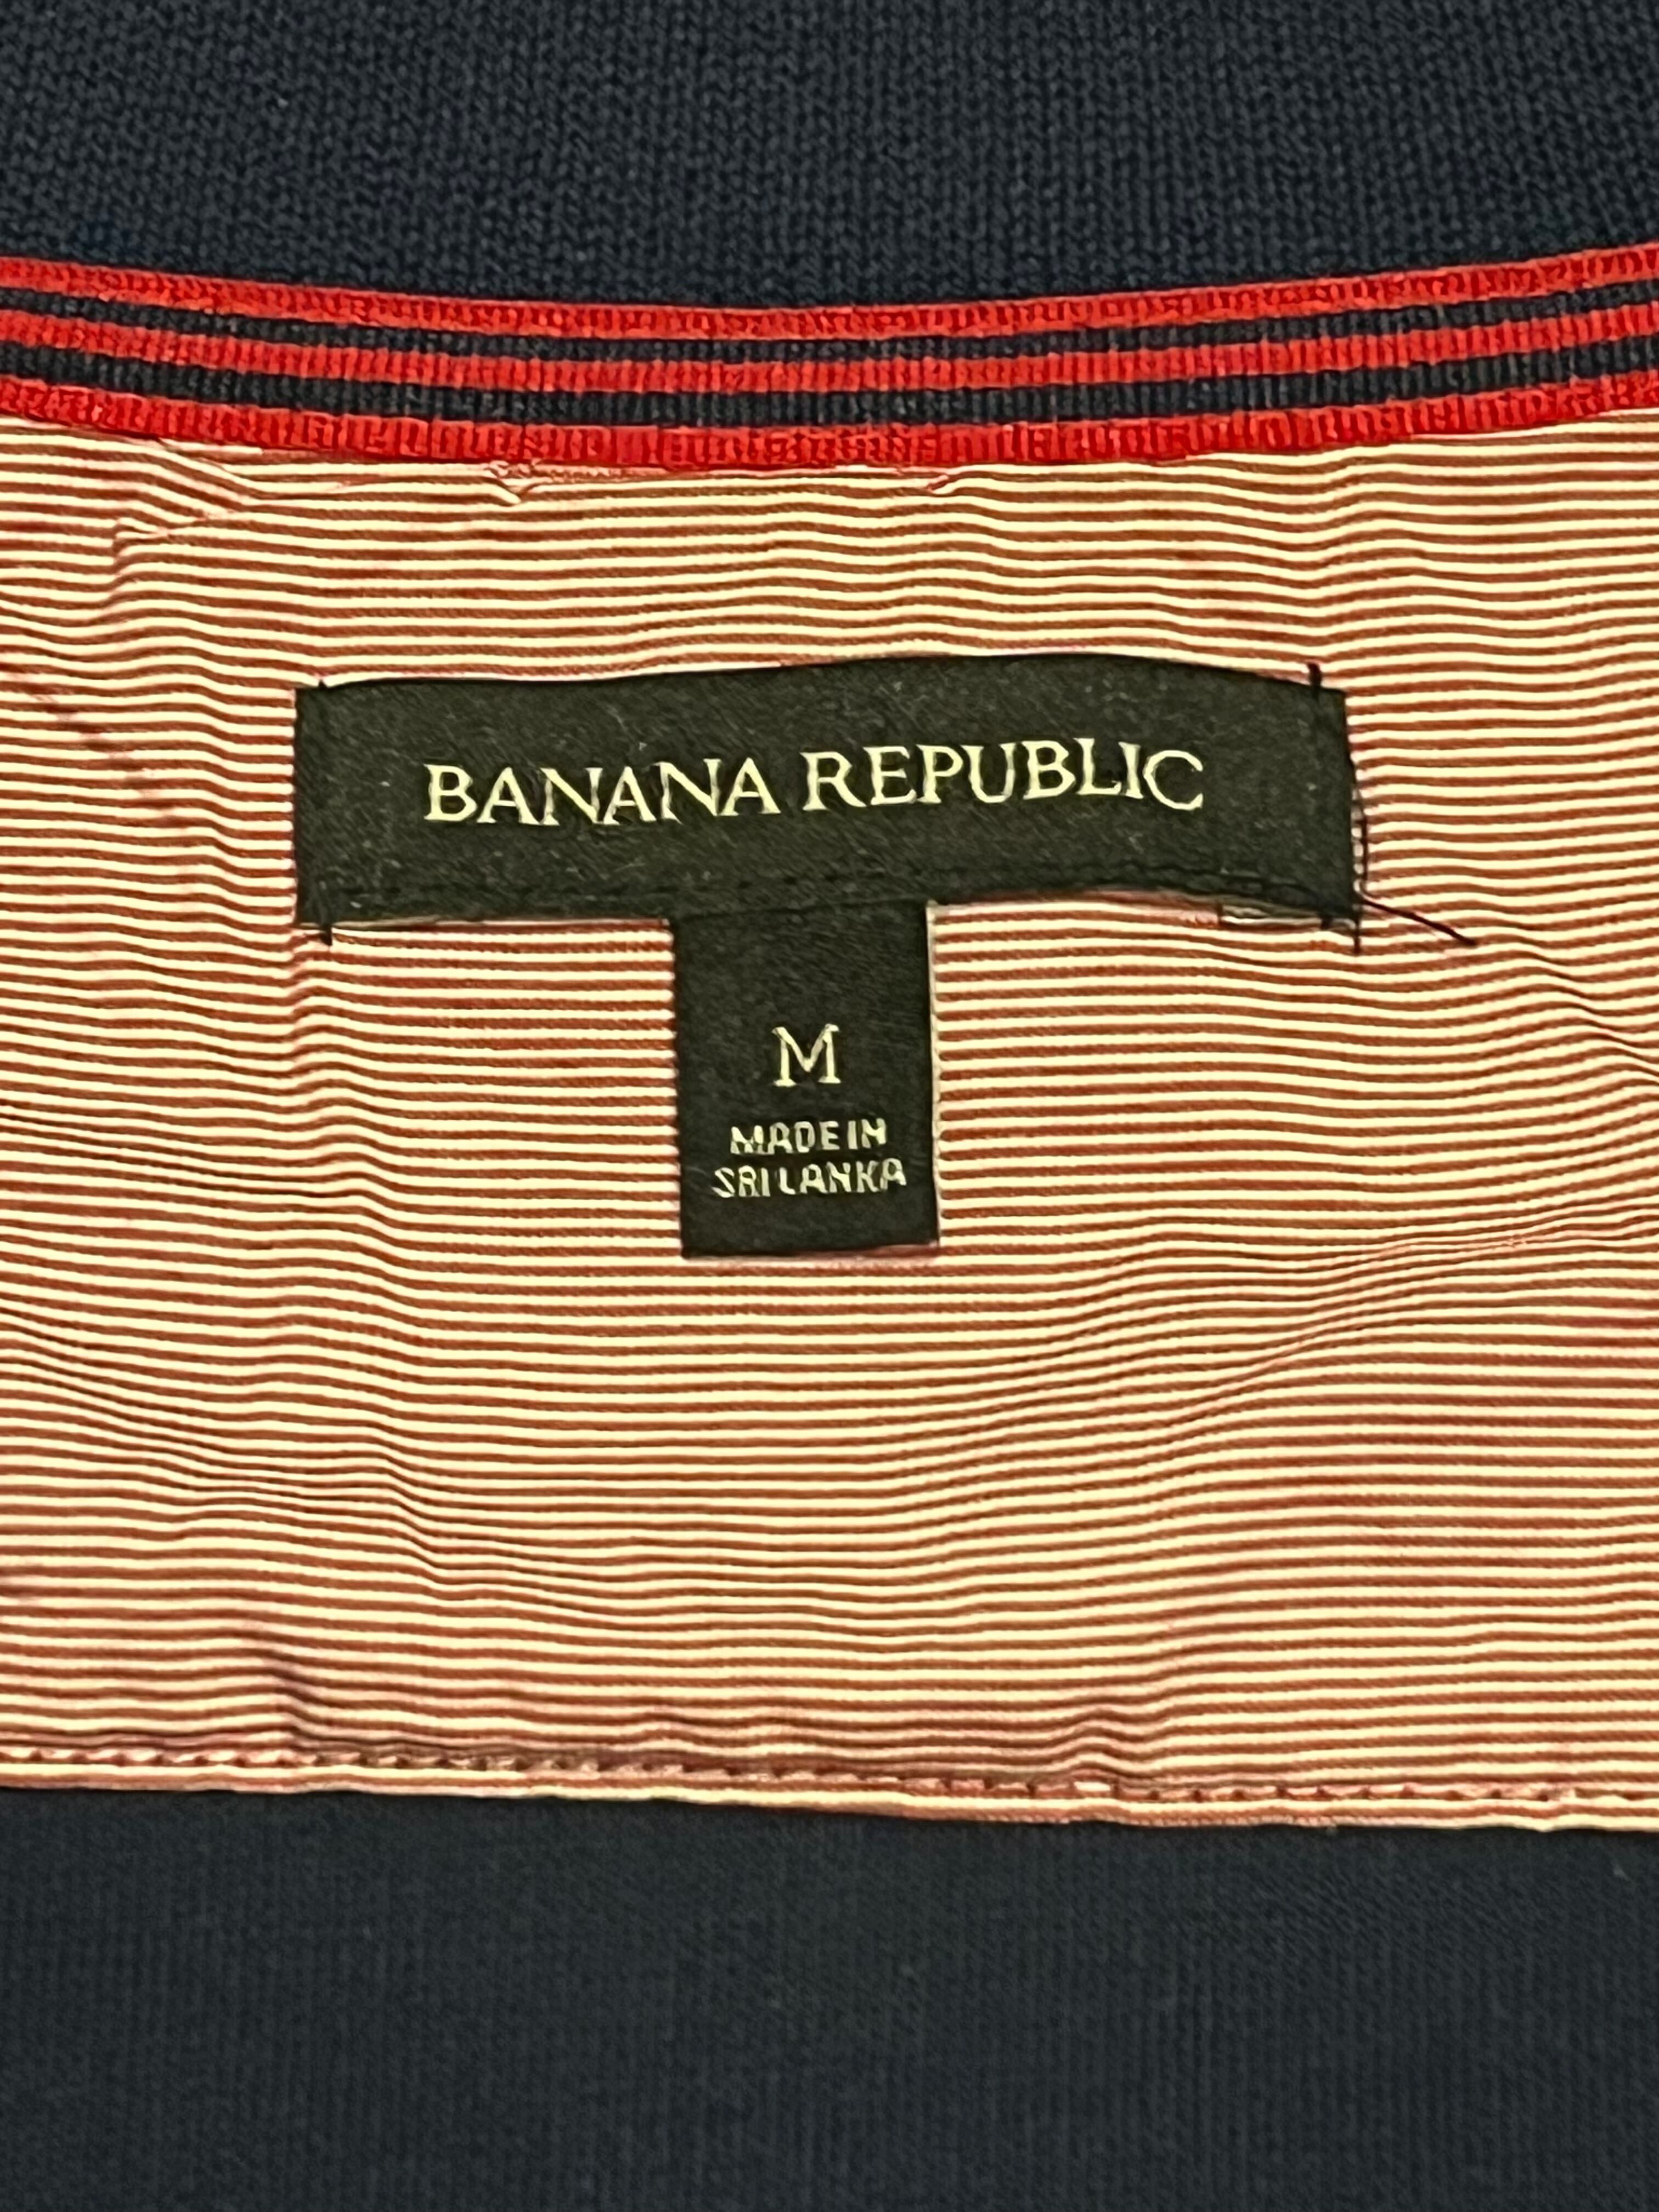 BANANA REPUBLIC
M
MADE IN
SRI LANKA